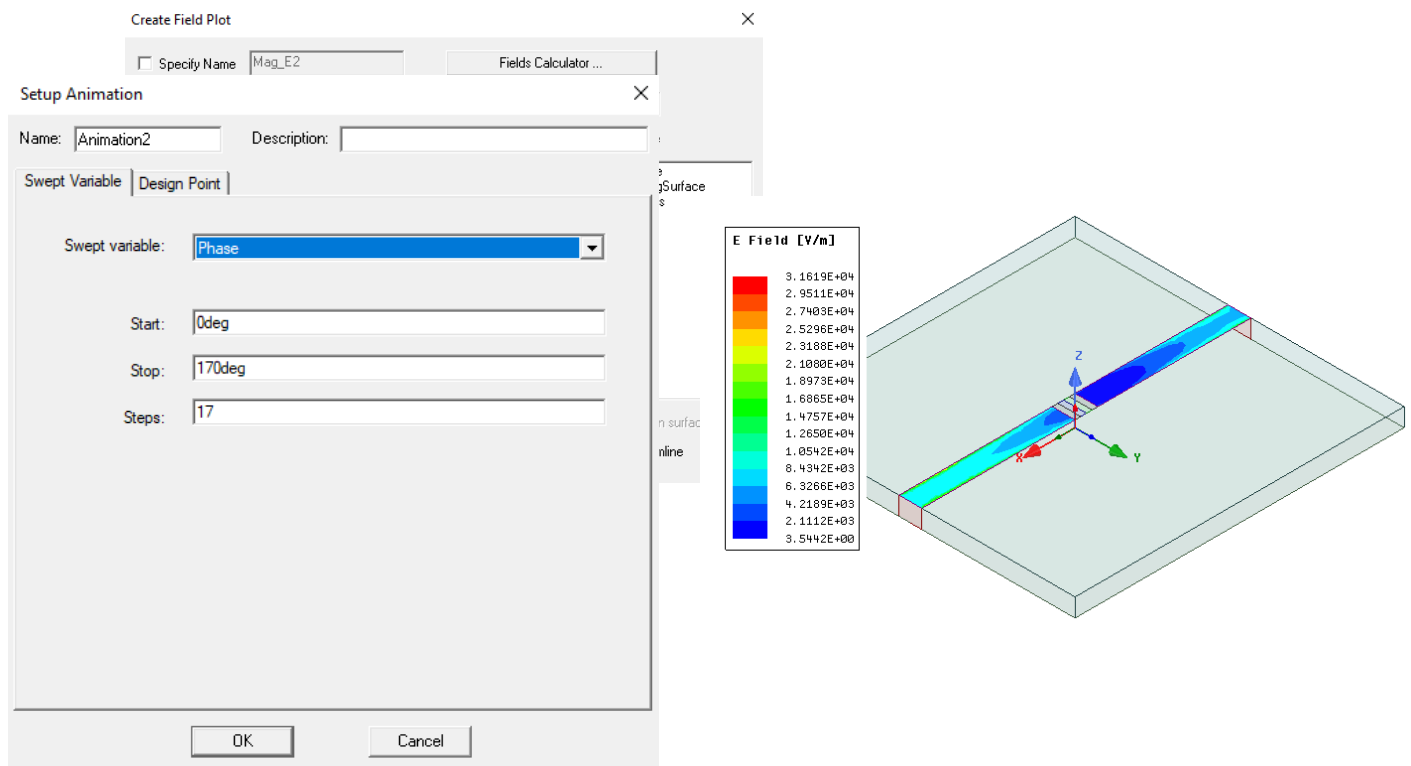 Create Field Plot
Specify Name Mag_E2 Fields Calculator ...
Setup Animation
Name: Animation2 Description:
Swept Variable Design Point
gSurface
Swept variable: Phase
Start: 0deg
Stop: 170deg
Steps: 17
OK Cancel
E Field [V/m]
3.1619E+04
2.9511E+04
2.7403E+04
2.5296E+04
2.3188E+04
2.1080E+04
1.8973E+04
1.6865E+04
1.4757E+04
1.2650E+04
1.0542E+04
8.4342E+03
6.3266E+03
4.2189E+03
2.1112E+03
3.5442E+00
Z
X
Y